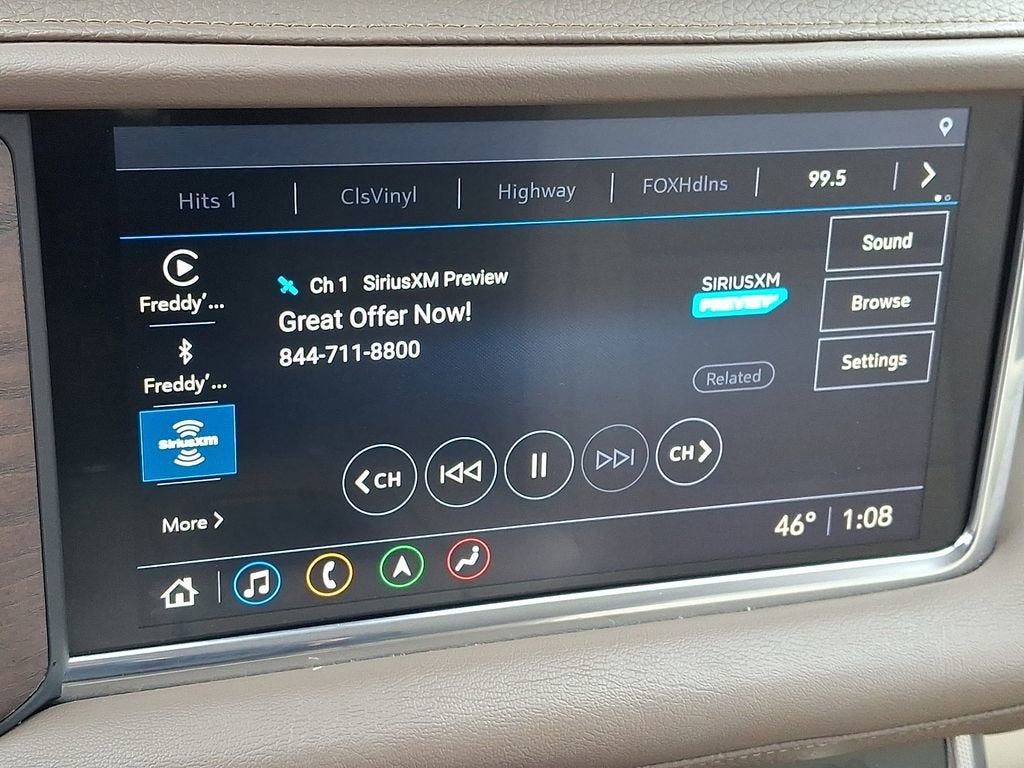 Hits 1
ClsVinyl
Highway
FOXHdlns
99.5
Freddy'...
Freddy'...
SiriusXM
More
Ch 1 SiriusXM Preview
Great Offer Now!
844-711-8800
SIRIUSXM
PREVIEW
Related
Sound
Browse
Settings
CH
CH
46° 1:08